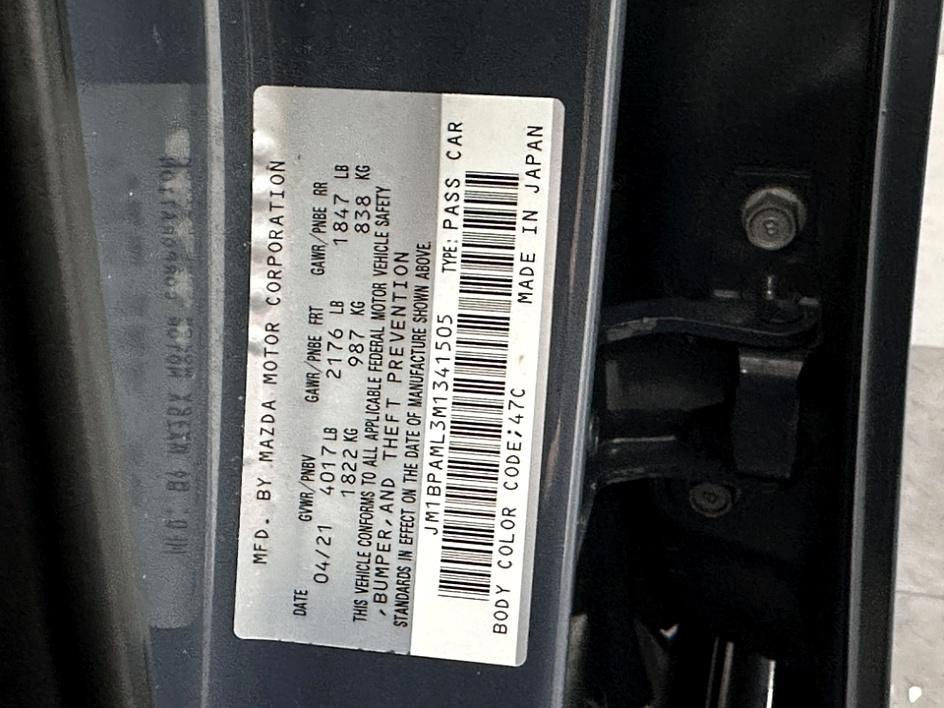 MFD. BY MAZDA MOTOR CORPORATION
DATE GVWR/PNBV GAWR/PNBE FRT GAWR/PNBE RR
04/21 4017LB 2176 LB 1847 LB
1822 KG 987 KG 838 KG
THIS VEHICLE CONFORMS TO ALL APPLICABLE FEDERAL MOTOR VEHICLE SAFETY
,BUMPER,AND THEFT PREVENTION
STANDARDS IN EFFECT ON THE DATE OF MANUFACTURE SHOWN ABOVE.
JM1BPAML3M1341505 TYPE: PASS CAR
BODY COLOR CODE;47C MADE IN JAPAN